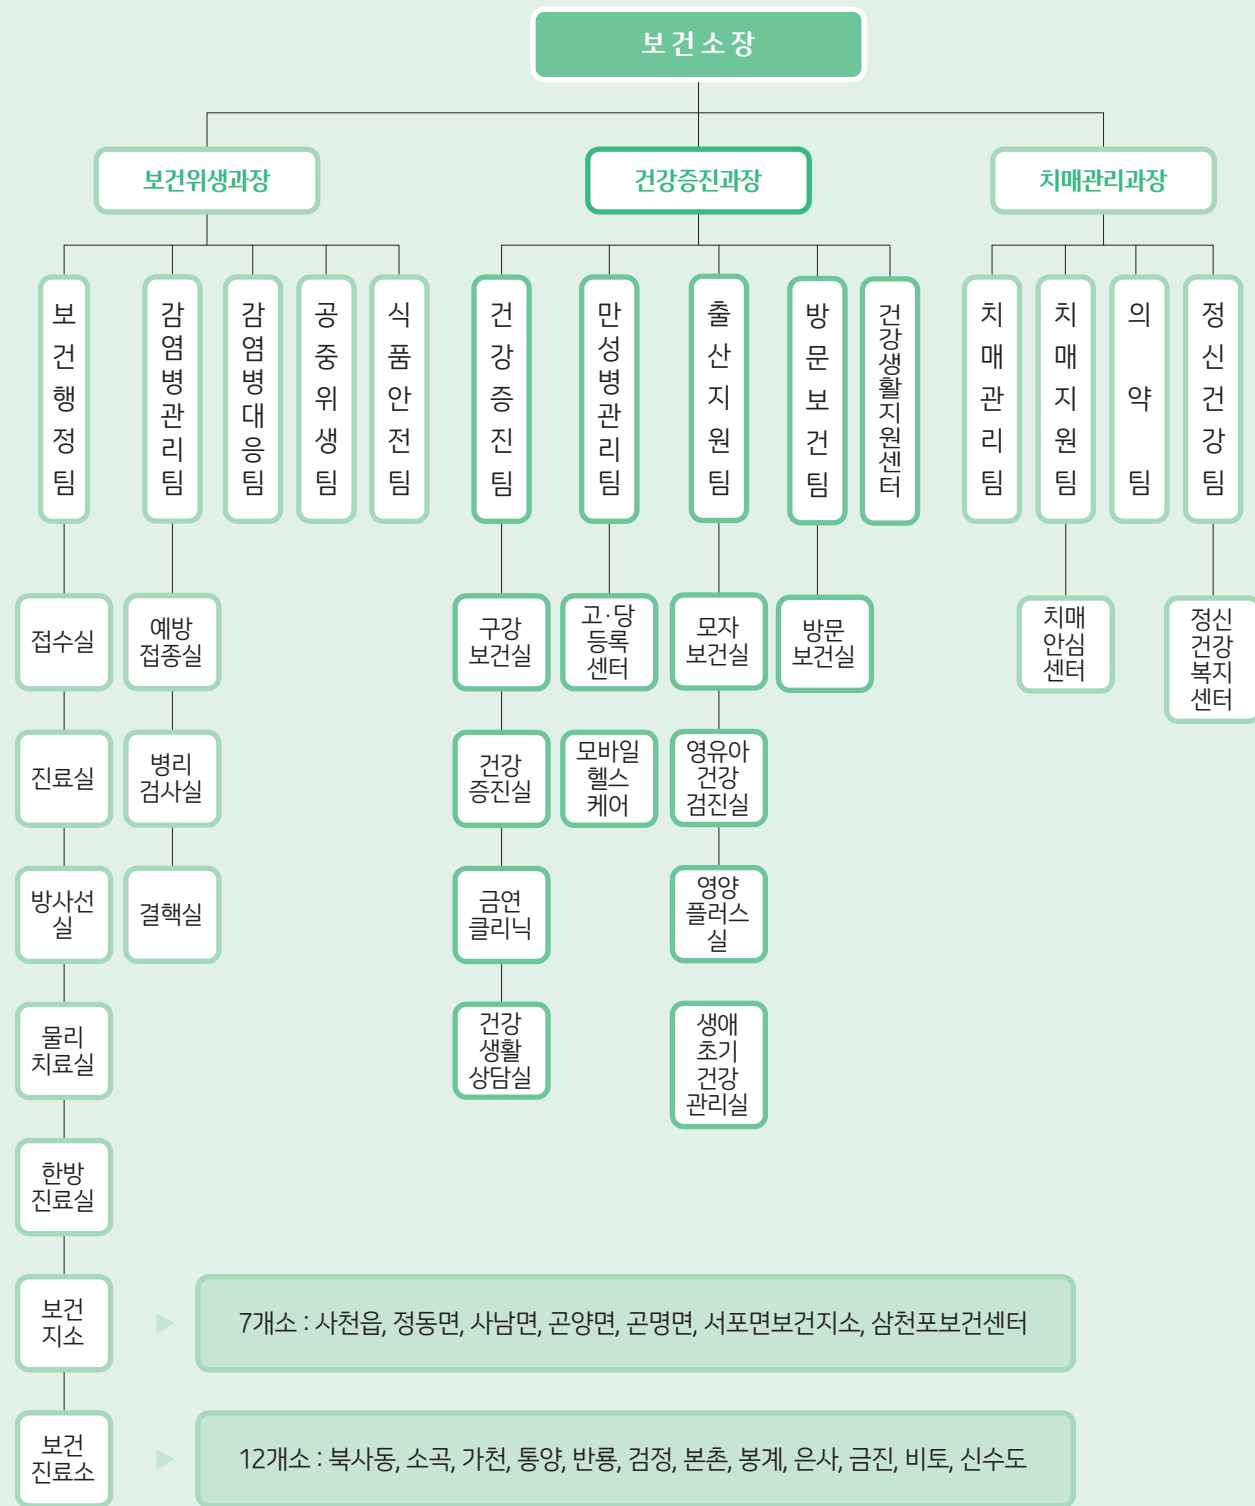 보건소장
보건위생과장
건강증진과장
치매관리과장
보건행정팀
감염병관리팀
감염병대응팀
공중위생팀
식품안전팀
건강증진팀
만성병관리팀
출산지원팀
방문보건팀
건강생활지원센터
치매관리팀
치매지원팀
의약팀
정신건강팀
접수실
예방
접종실
구강
보건실
고·당
등록
센터
모자
보건실
방문
보건실
치매
안심
센터
정신
건강
복지
센터
진료실
병리
검사실
건강
증진실
모바일
헬스
케어
영유아
건강
검진실
방사선
실
결핵실
금연
클리닉
영양
플러스
실
물리
치료실
건강
생활
상담실
생애
초기
건강
관리실
한방
진료실
보건
지소
7개소 : 사천읍, 정동면, 사남면, 곤양면, 곤명면, 서포면보건지소, 삼천포보건센터
보건
진료소
12개소 : 북사동, 소곡, 가천, 통양, 반룡, 검정, 본촌, 봉계, 은사, 금진, 비토, 신수도